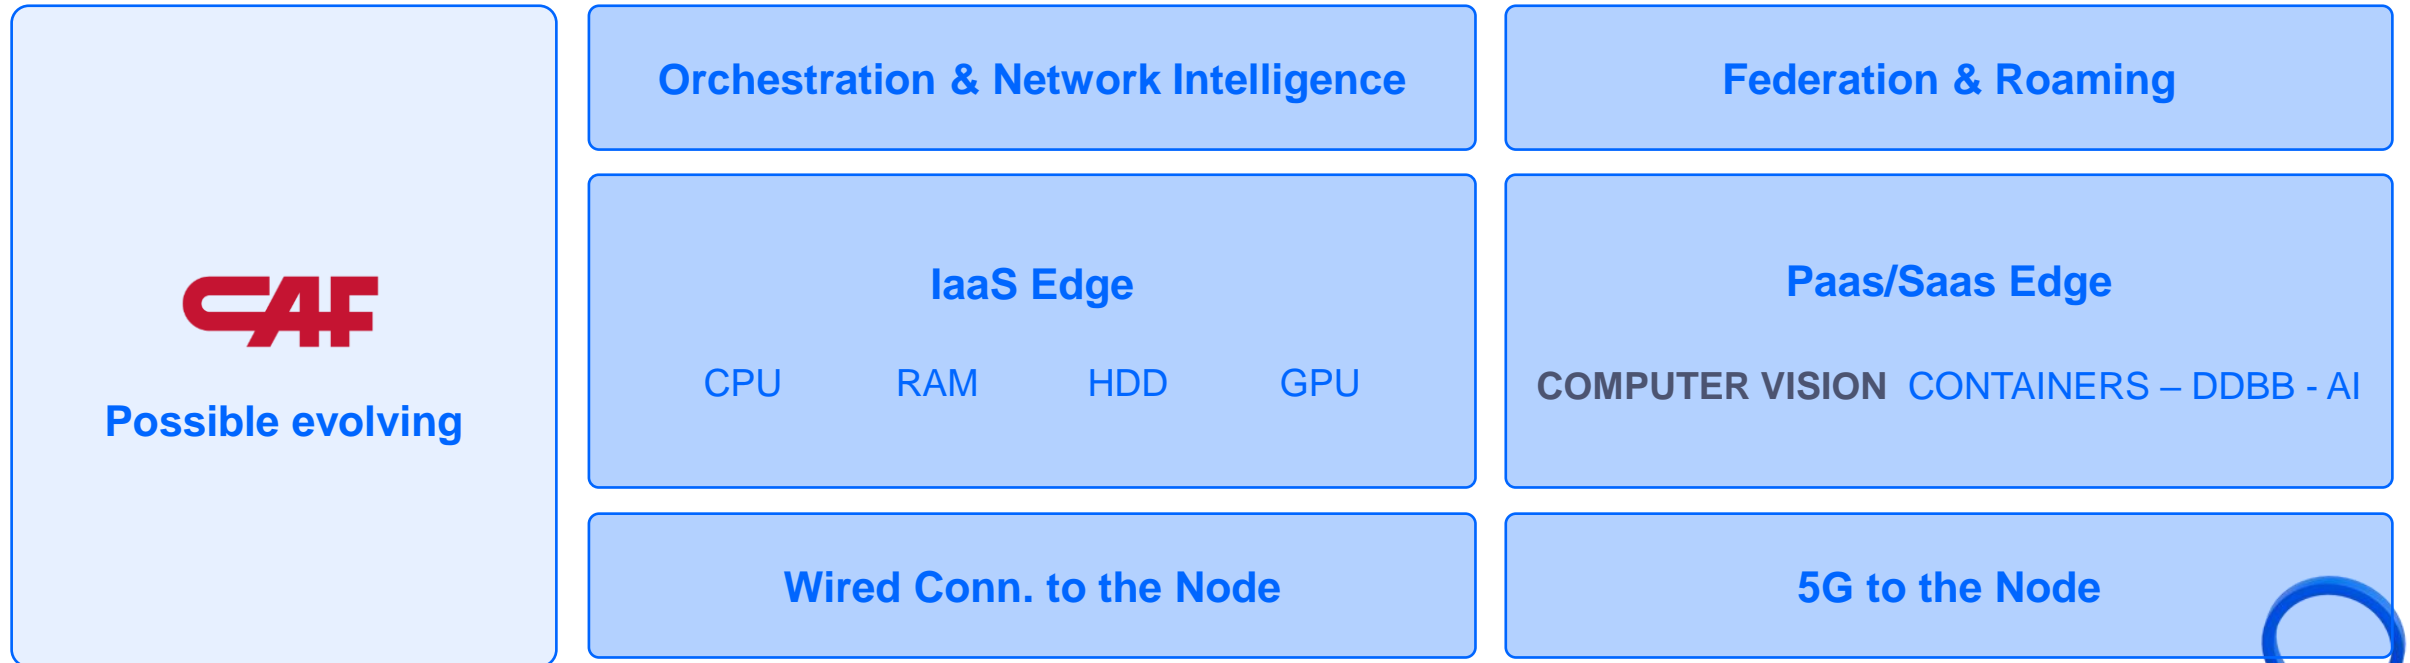 CAF
Possible evolving
Orchestration & Network Intelligence
Federation & Roaming
IaaS Edge
CPU RAM HDD GPU
Paas/Saas Edge
COMPUTER VISION CONTAINERS – DDBB - AI
Wired Conn. to the Node
5G to the Node